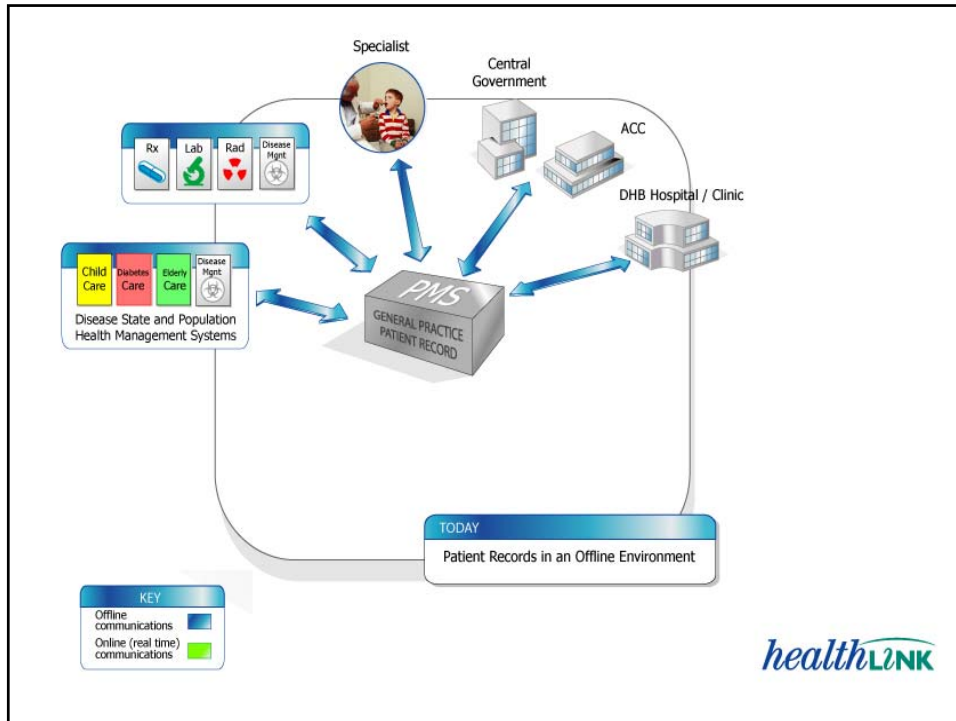 Specialist
Central
Government
ACC
DHB Hospital / Clinic
Rx
Lab
Rad
Disease
Mgnt
Child
Care
Diabetes
Care
Elderly
Care
Disease
Mgnt
Disease State and Population
Health Management Systems
PMS
GENERAL PRACTICE
PATIENT RECORD
TODAY
Patient Records in an Offline Environment
KEY
Offline
communications
Online (real time)
communications
healthLINK